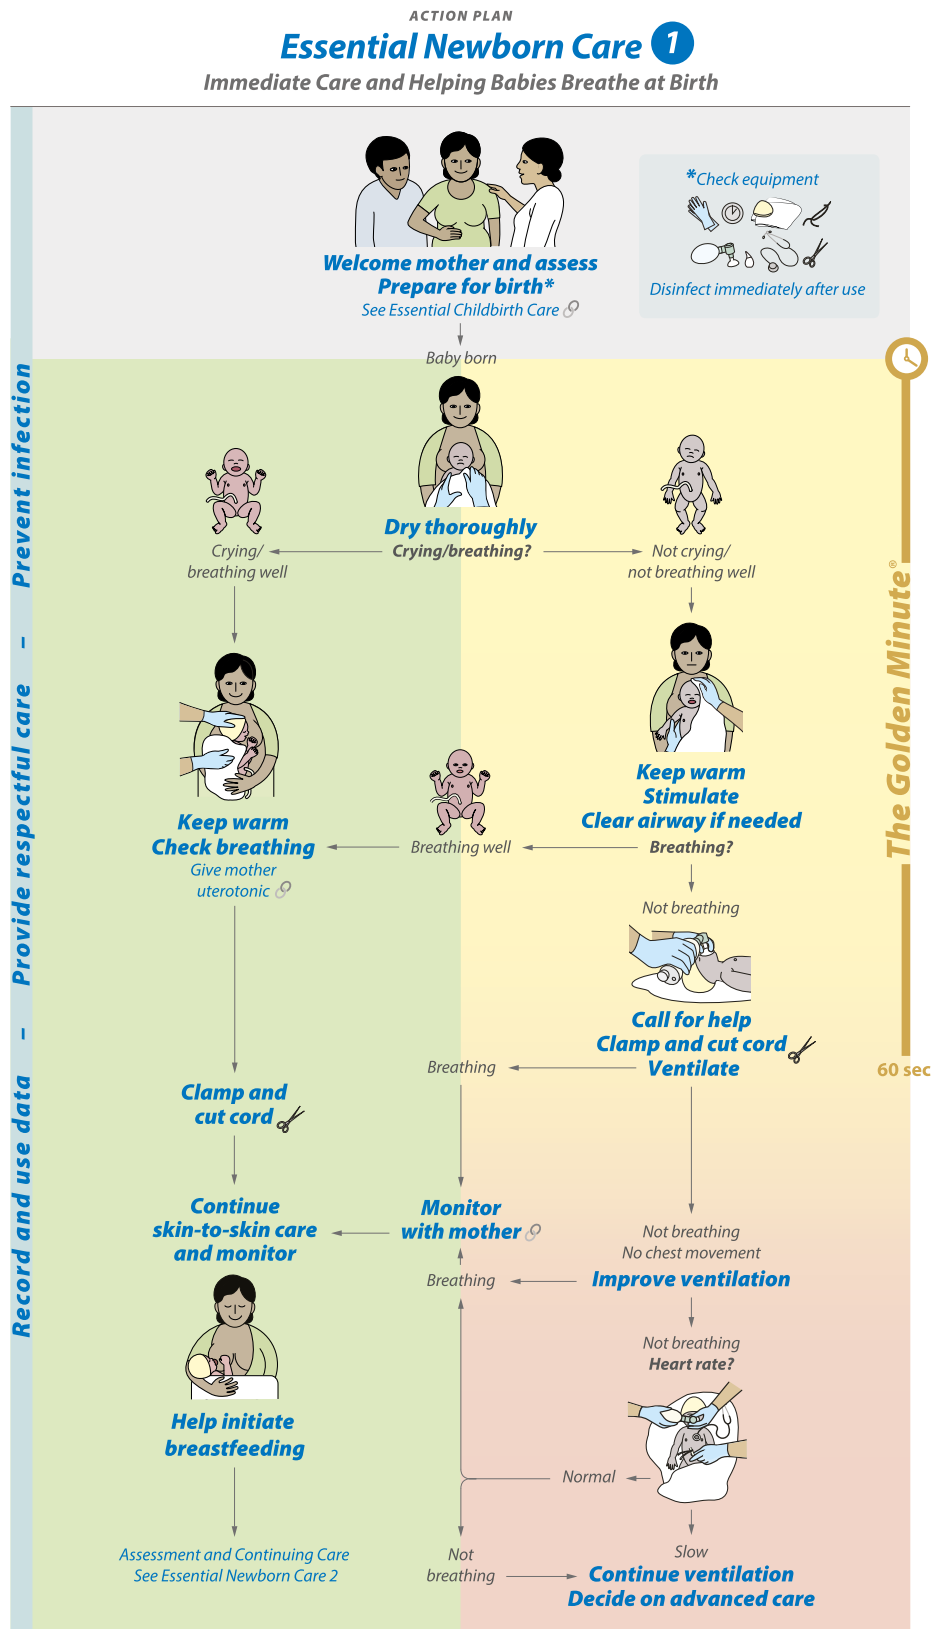 ACTION PLAN
Essential Newborn Care 1
Immediate Care and Helping Babies Breathe at Birth
*Check equipment
Disinfect immediately after use
Welcome mother and assess
Prepare for birth*
See Essential Childbirth Care
Baby born
Dry thoroughly
Crying/breathing?
Crying/
breathing well
Not crying/
not breathing well
Keep warm
Stimulate
Clear airway if needed
Breathing?
Breathing well
Keep warm
Check breathing
Give mother
uterotonic
Not breathing
Call for help
Clamp and cut cord
Ventilate
Breathing
60 sec
The Golden Minute®
Clamp and
cut cord
Continue
skin-to-skin care
and monitor
Monitor
with mother
Not breathing
No chest movement
Improve ventilation
Breathing
Not breathing
Heart rate?
Help initiate
breastfeeding
Normal
Slow
Continue ventilation
Decide on advanced care
Not
breathing
Assessment and Continuing Care
See Essential Newborn Care 2
Record and use data – Provide respectful care – Prevent infection